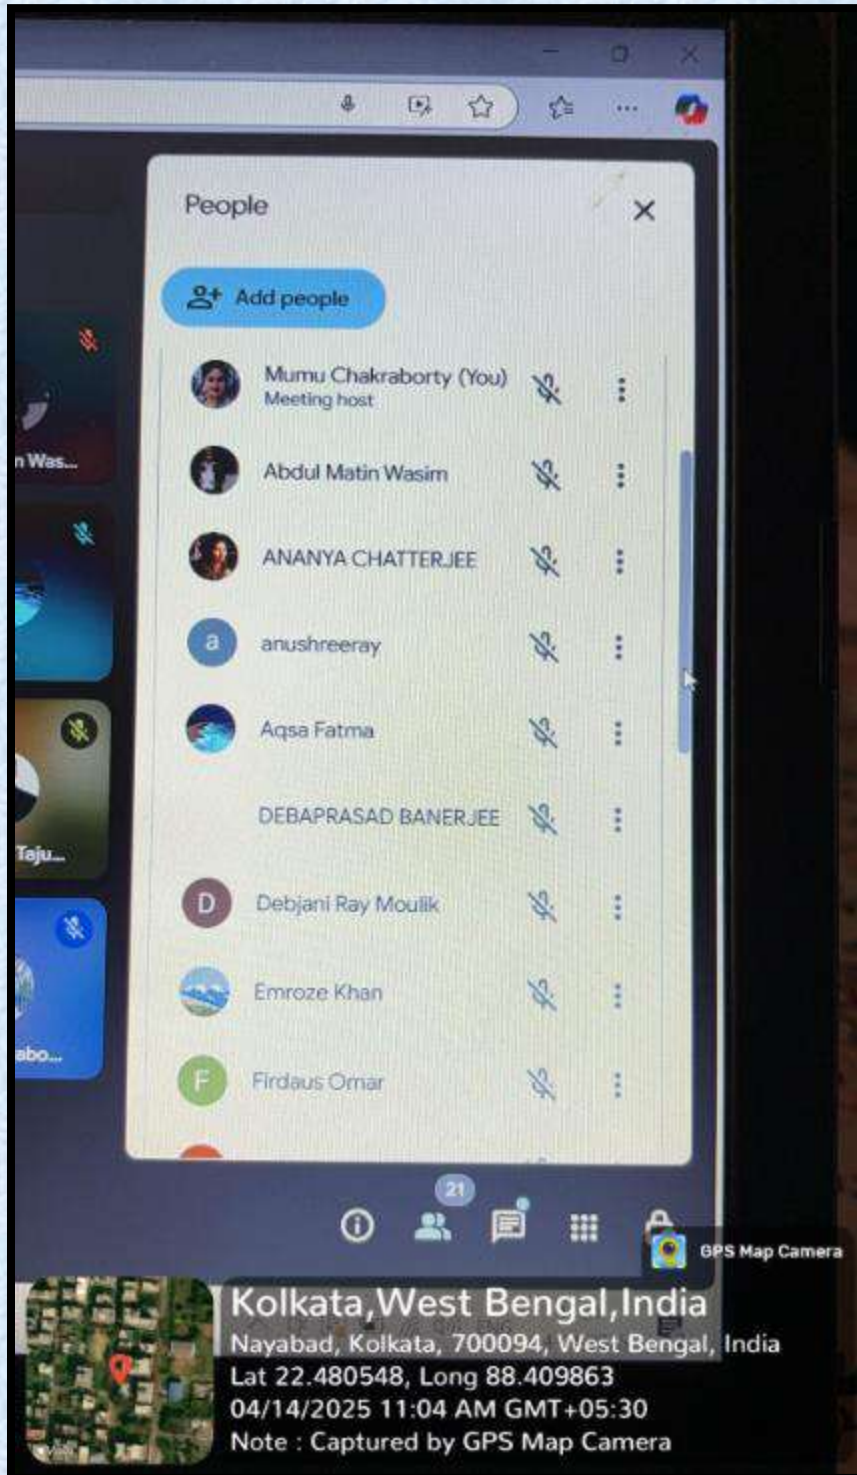 People
Add people
Mumu Chakraborty (You)
Meeting host
Abdul Matin Wasim
n Was...
ANANYA CHATTERJEE
a
anushreeray
Aqsa Fatma
DEBAPRASAD BANERJEE
Taju...
D
Debjani Ray Moulik
Emroze Khan
abo...
F
Firdaus Omar
21
GPS Map Camera
Kolkata,West Bengal,India
Nayabad, Kolkata, 700094, West Bengal, India
Lat 22.480548, Long 88.409863
04/14/2025 11:04 AM GMT+05:30
Note : Captured by GPS Map Camera